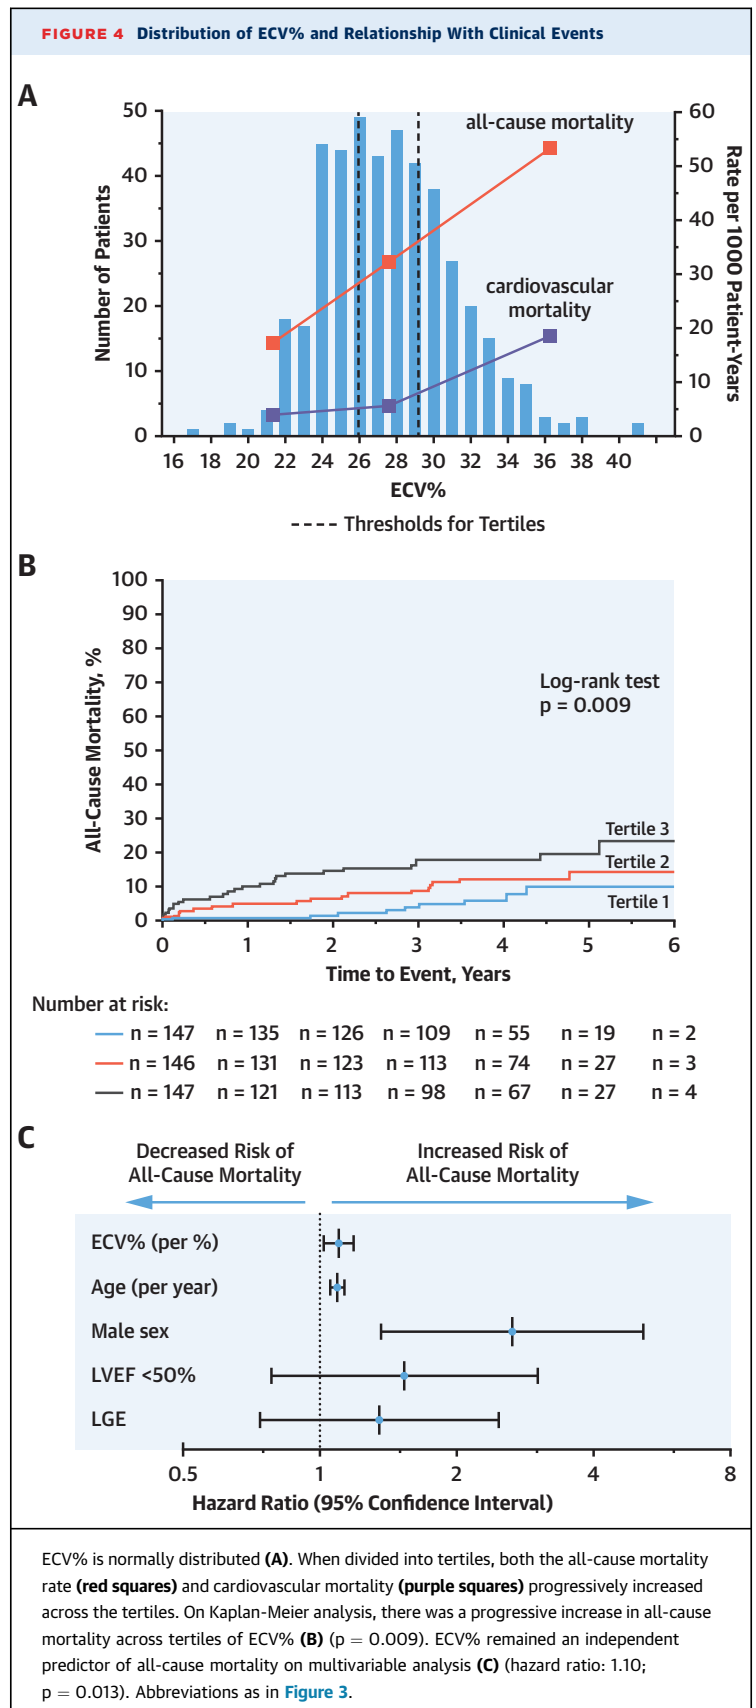 FIGURE 4 Distribution of ECV% and Relationship With Clinical Events
A
50
40
30
20
10
0
Number of Patients
60
50
40
30
20
10
0
Rate per 1000 Patient-Years
all-cause mortality
cardiovascular
mortality
16 18 20 22 24 26 28 30 32 34 36 38 40
ECV%
---- Thresholds for Tertiles
B
100
90
80
70
60
50
40
30
20
10
0
All-Cause Mortality, %
Log-rank test
p = 0.009
Tertile 3
Tertile 2
Tertile 1
0 1 2 3 4 5 6
Time to Event, Years
Number at risk:
n = 147 n = 135 n = 126 n = 109 n = 55 n = 19 n = 2
n = 146 n = 131 n = 123 n = 113 n = 74 n = 27 n = 3
n = 147 n = 121 n = 113 n = 98 n = 67 n = 27 n = 4
C
Decreased Risk of
All-Cause Mortality
Increased Risk of
All-Cause Mortality
ECV% (per %)
Age (per year)
Male sex
LVEF <50%
LGE
0.5 1 2 4 8
Hazard Ratio (95% Confidence Interval)
ECV% is normally distributed (A). When divided into tertiles, both the all-cause mortality
rate (red squares) and cardiovascular mortality (purple squares) progressively increased
across the tertiles. On Kaplan-Meier analysis, there was a progressive increase in all-cause
mortality across tertiles of ECV% (B) (p = 0.009). ECV% remained an independent
predictor of all-cause mortality on multivariable analysis (C) (hazard ratio: 1.10;
p = 0.013). Abbreviations as in Figure 3.